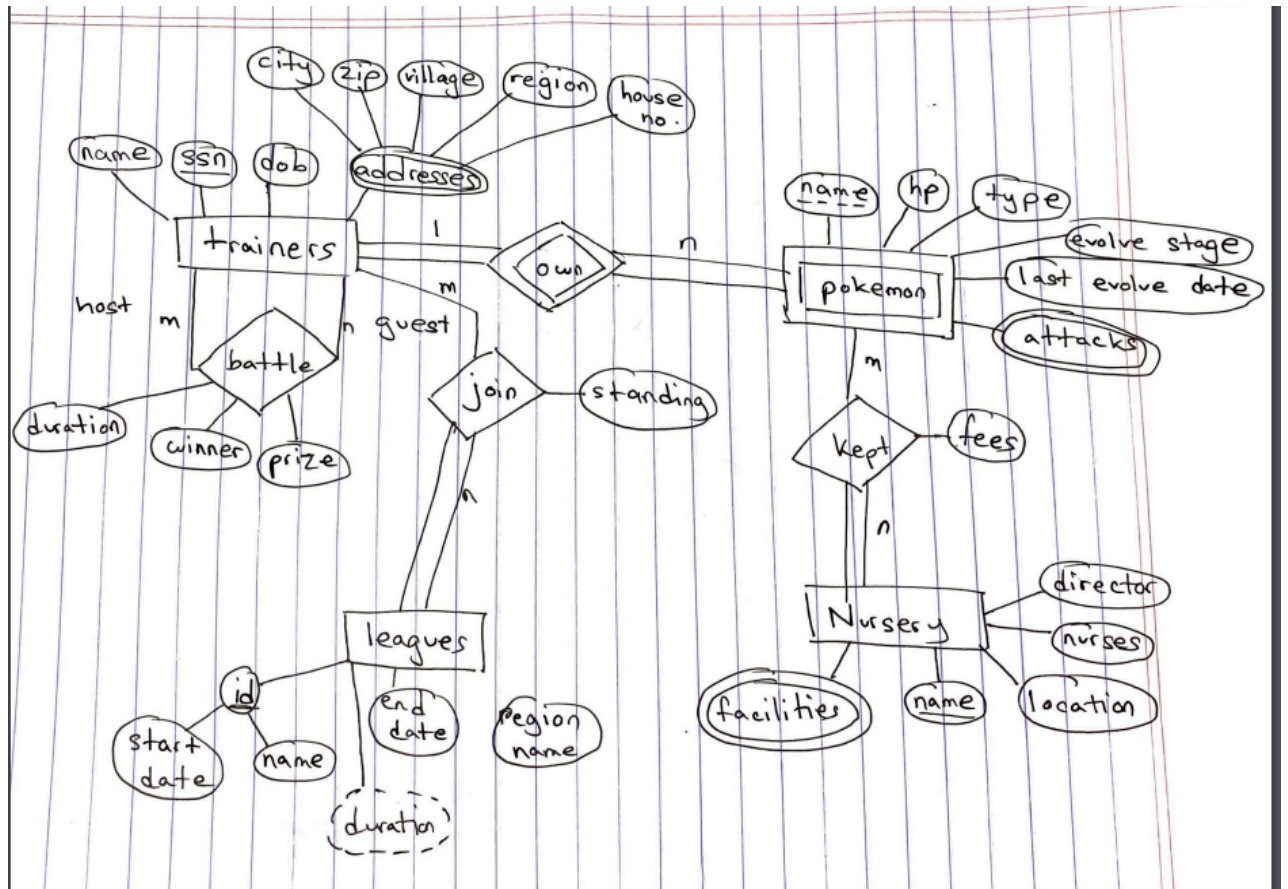 city
zip
village
region
house
no.
name
ssn
dob
addresses
name
hp
type
trainers
1
own
n
pokemon
evolve stage
last evolve date
attacks
host
m
n
guest
m
battle
join
standing
m
duration
winner
prize
kept
fees
n
n
leagues
Nursery
director
nurses
id
end
date
region
name
facilities
name
location
start
date
name
duration